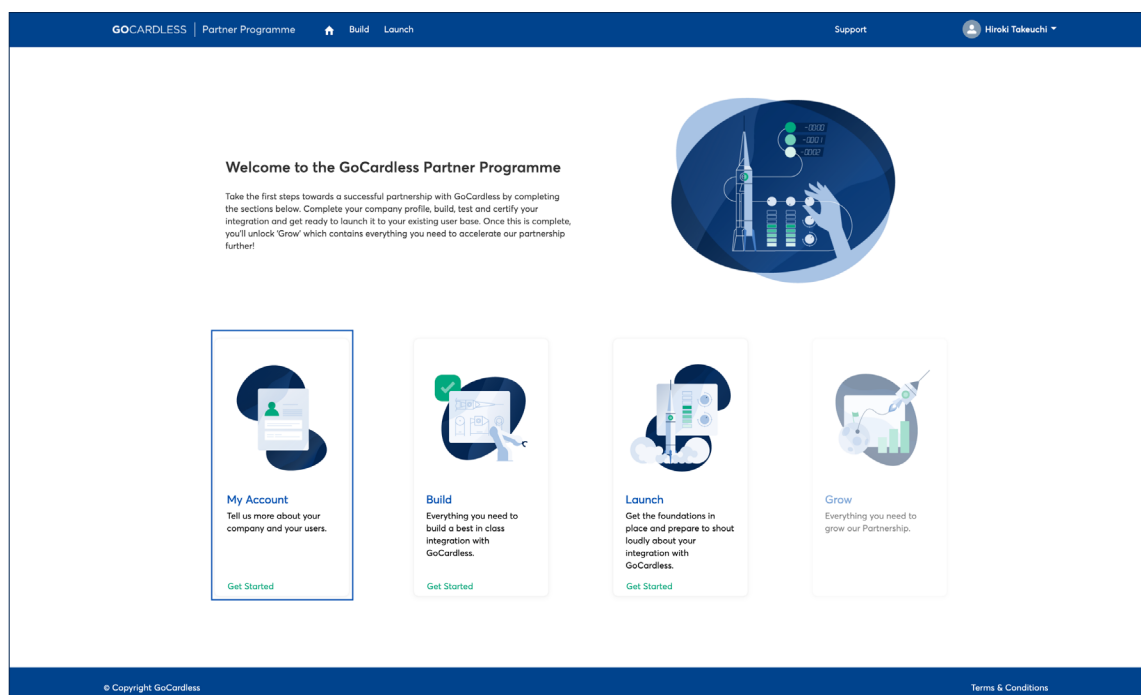 GOCARDLESS | Partner Programme Build Launch Support Hiroki Takeuchi
-00:00
-00:01
-00:02
Welcome to the GoCardless Partner Programme
Take the first steps towards a successful partnership with GoCardless by completing
the sections below. Complete your company profile, build, test and certify your
integration and get ready to launch it to your existing user base. Once this is complete,
you'll unlock 'Grow' which contains everything you need to accelerate our partnership
further!
My Account
Tell us more about your
company and your users.
Get Started
Build
Everything you need to
build a best in class
integration with
GoCardless.
Get Started
Launch
Get the foundations in
place and prepare to shout
loudly about your
integration with
GoCardless.
Get Started
Grow
Everything you need to
grow our Partnership.
© Copyright GoCardless Terms & Conditions